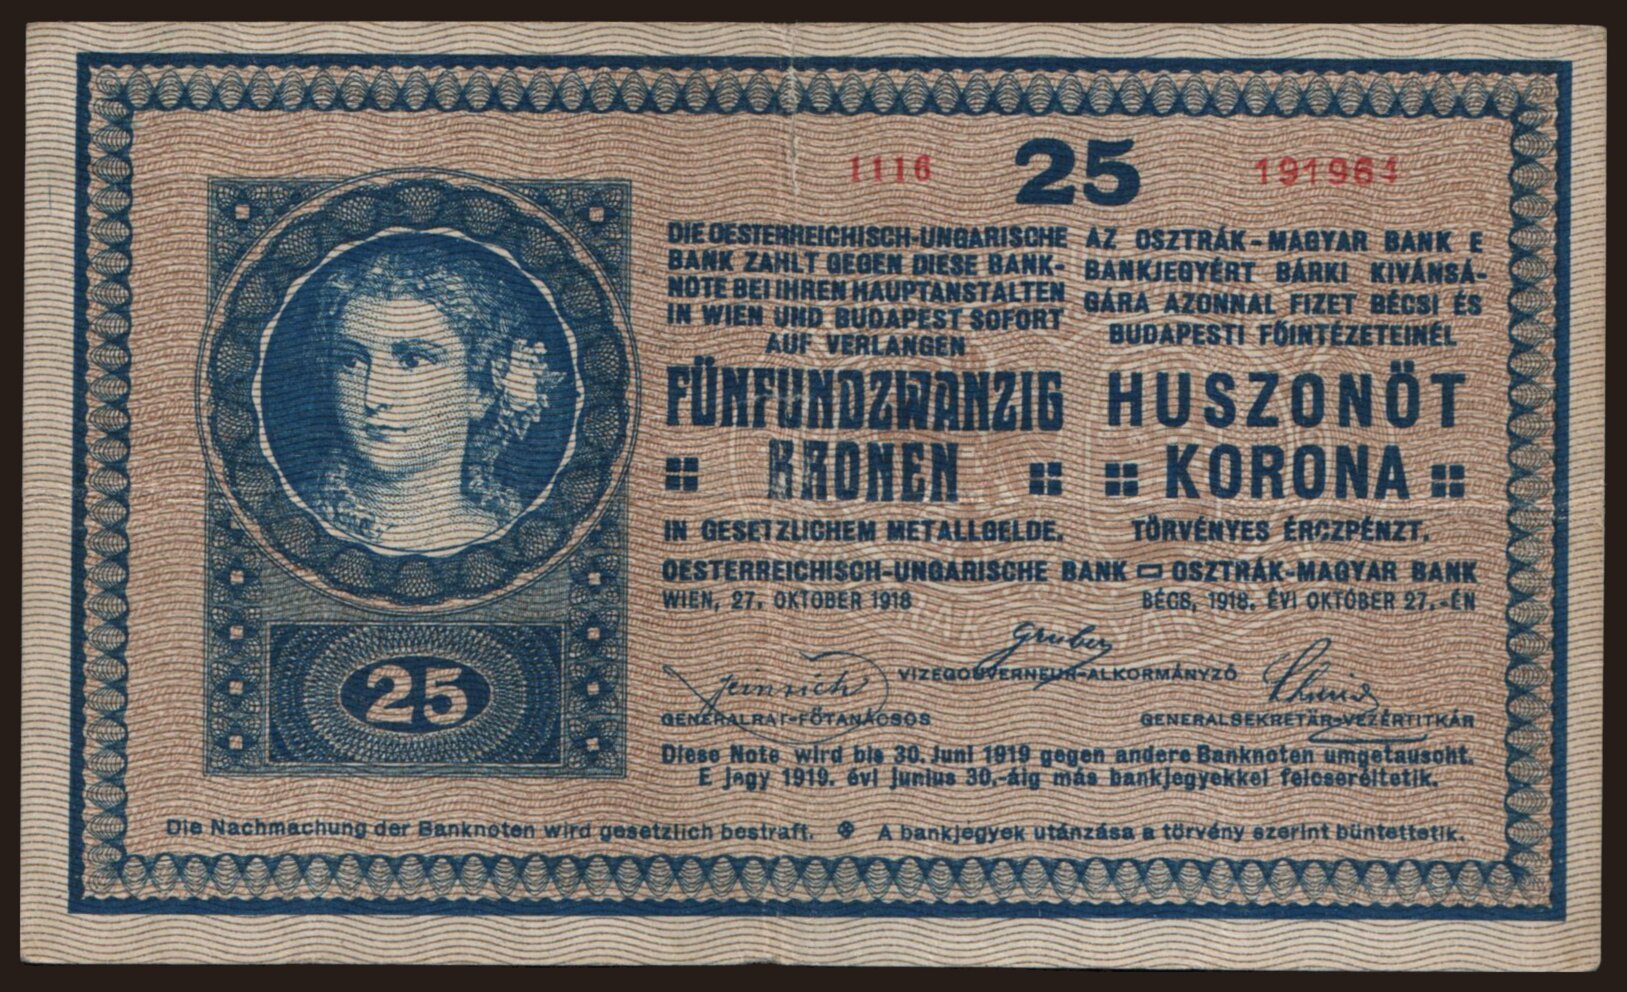 1116 25 191964
DIE OESTERREICHISCH-UNGARISCHE
BANK ZAHLT GEGEN DIESE BANK-
NOTE BEI IHREN HAUPTANSTALTEN
IN WIEN UND BUDAPEST SOFORT
AUF VERLANGEN
FÜNFUNDZWANZIG
KRONEN
IN GESETZLICHEM METALLGELDE.
AZ OSZTRÁK-MAGYAR BANK E
BANKJEGYÉRT BÁRKI KIVÁNSÁ-
GÁRA AZONNAL FIZET BÉCSI ÉS
BUDAPESTI FŐINTÉZETEINÉL
HUSZONÖT
KORONA
TÖRVÉNYES ÉRCZPÉNZT.
OESTERREICHISCH-UNGARISCHE BANK OSZTRÁK-MAGYAR BANK
WIEN, 27. OKTOBER 1918 BÉCS, 1918. ÉVI OKTÓBER 27.-ÉN
Gruber
VIZEGOUVERNEUR-ALKORMÁNYZÓ
GENERALRAT-FŐTANÁCSOS GENERALSEKRETÄR-VEZÉRTITKÁR
25
Diese Note wird bis 30. Juni 1919 gegen andere Banknoten umgetauscht.
E jegy 1919. évi junius 30.-áig más bankjegyekkel felcseréltetik.
Die Nachmachung der Banknoten wird gesetzlich bestraft. A bankjegyek utánzása a törvény szerint büntettetik.